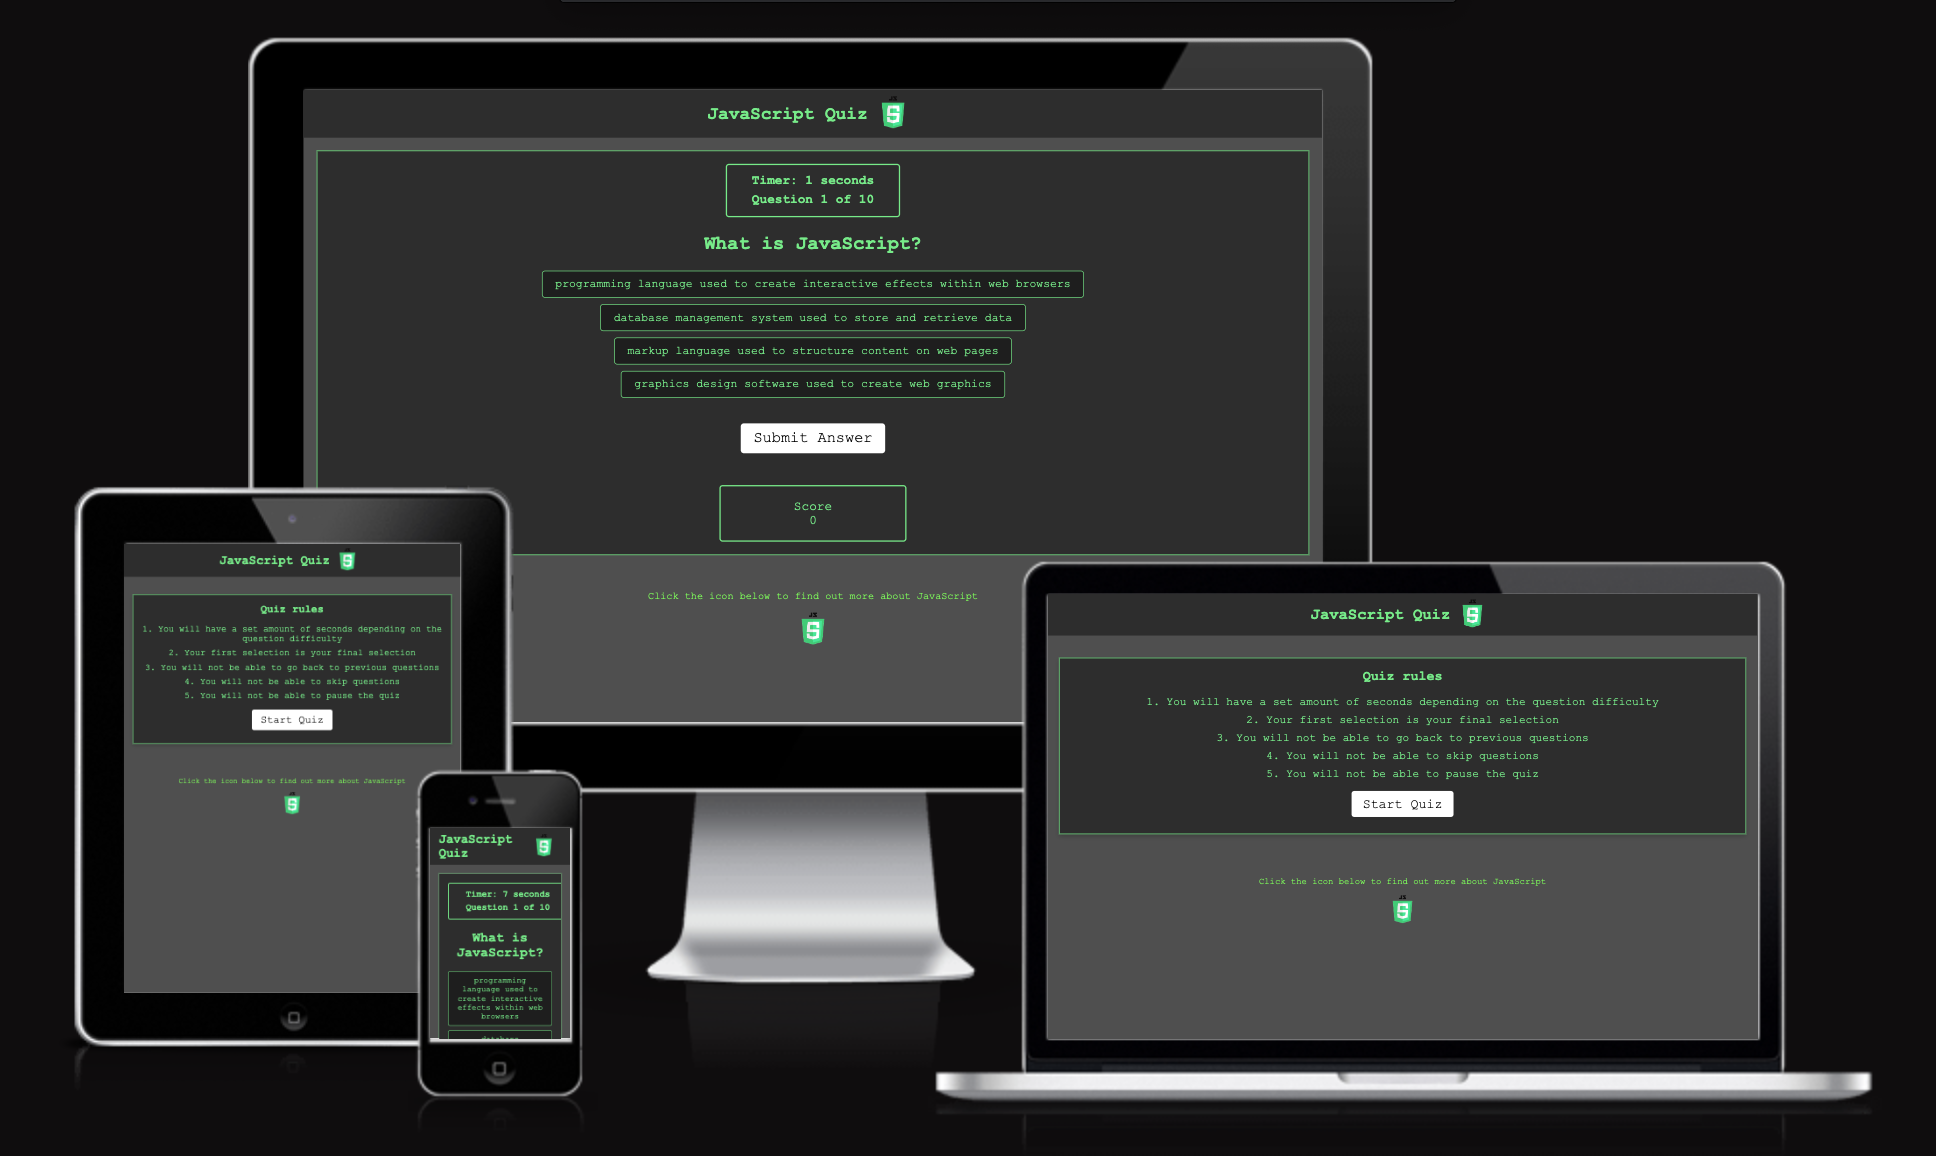 JavaScript Quiz
Timer: 1 seconds
Question 1 of 10
What is JavaScript?
programming language used to create interactive effects within web browsers
database management system used to store and retrieve data
markup language used to structure content on web pages
graphics design software used to create web graphics
Submit Answer
Score
0
Click the icon below to find out more about JavaScript
JS
JavaScript Quiz
Quiz rules
1. You will have a set amount of seconds depending on the
question difficulty
2. Your first selection is your final selection
3. You will not be able to go back to previous questions
4. You will not be able to skip questions
5. You will not be able to pause the quiz
Start Quiz
Click the icon below to find out more about JavaScript
JavaScript
Quiz
Timer: 7 seconds
Question 1 of 10
What is
JavaScript?
programming
language used to
create interactive
effects within web
browsers
database
JavaScript Quiz
Quiz rules
1. You will have a set amount of seconds depending on the question difficulty
2. Your first selection is your final selection
3. You will not be able to go back to previous questions
4. You will not be able to skip questions
5. You will not be able to pause the quiz
Start Quiz
Click the icon below to find out more about JavaScript
JS